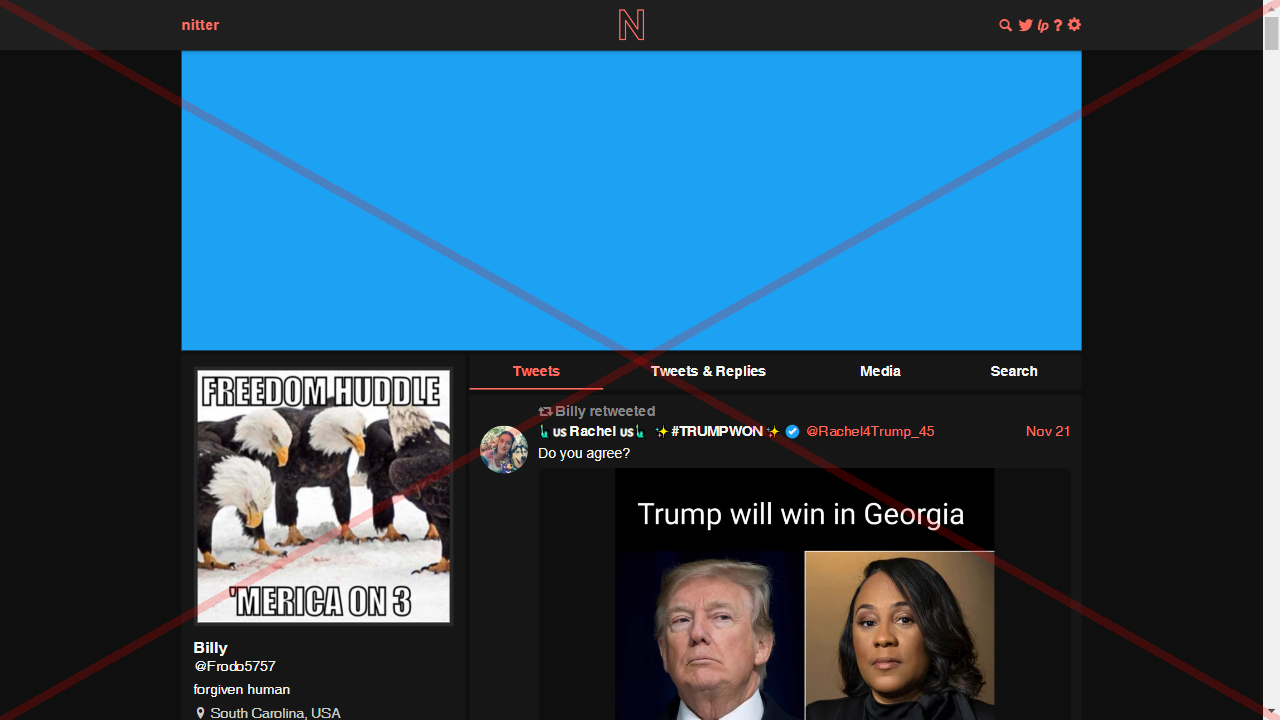 nitter
N
lp ?
Tweets
Tweets & Replies
Media
Search
FREEDOM HUDDLE
'MERICA ON 3
Billy
@Frodo5757
forgiven human
South Carolina, USA
Billy retweeted
us Rachel us #TRUMPWON @Rachel4Trump_45
Nov 21
Do you agree?
Trump will win in Georgia